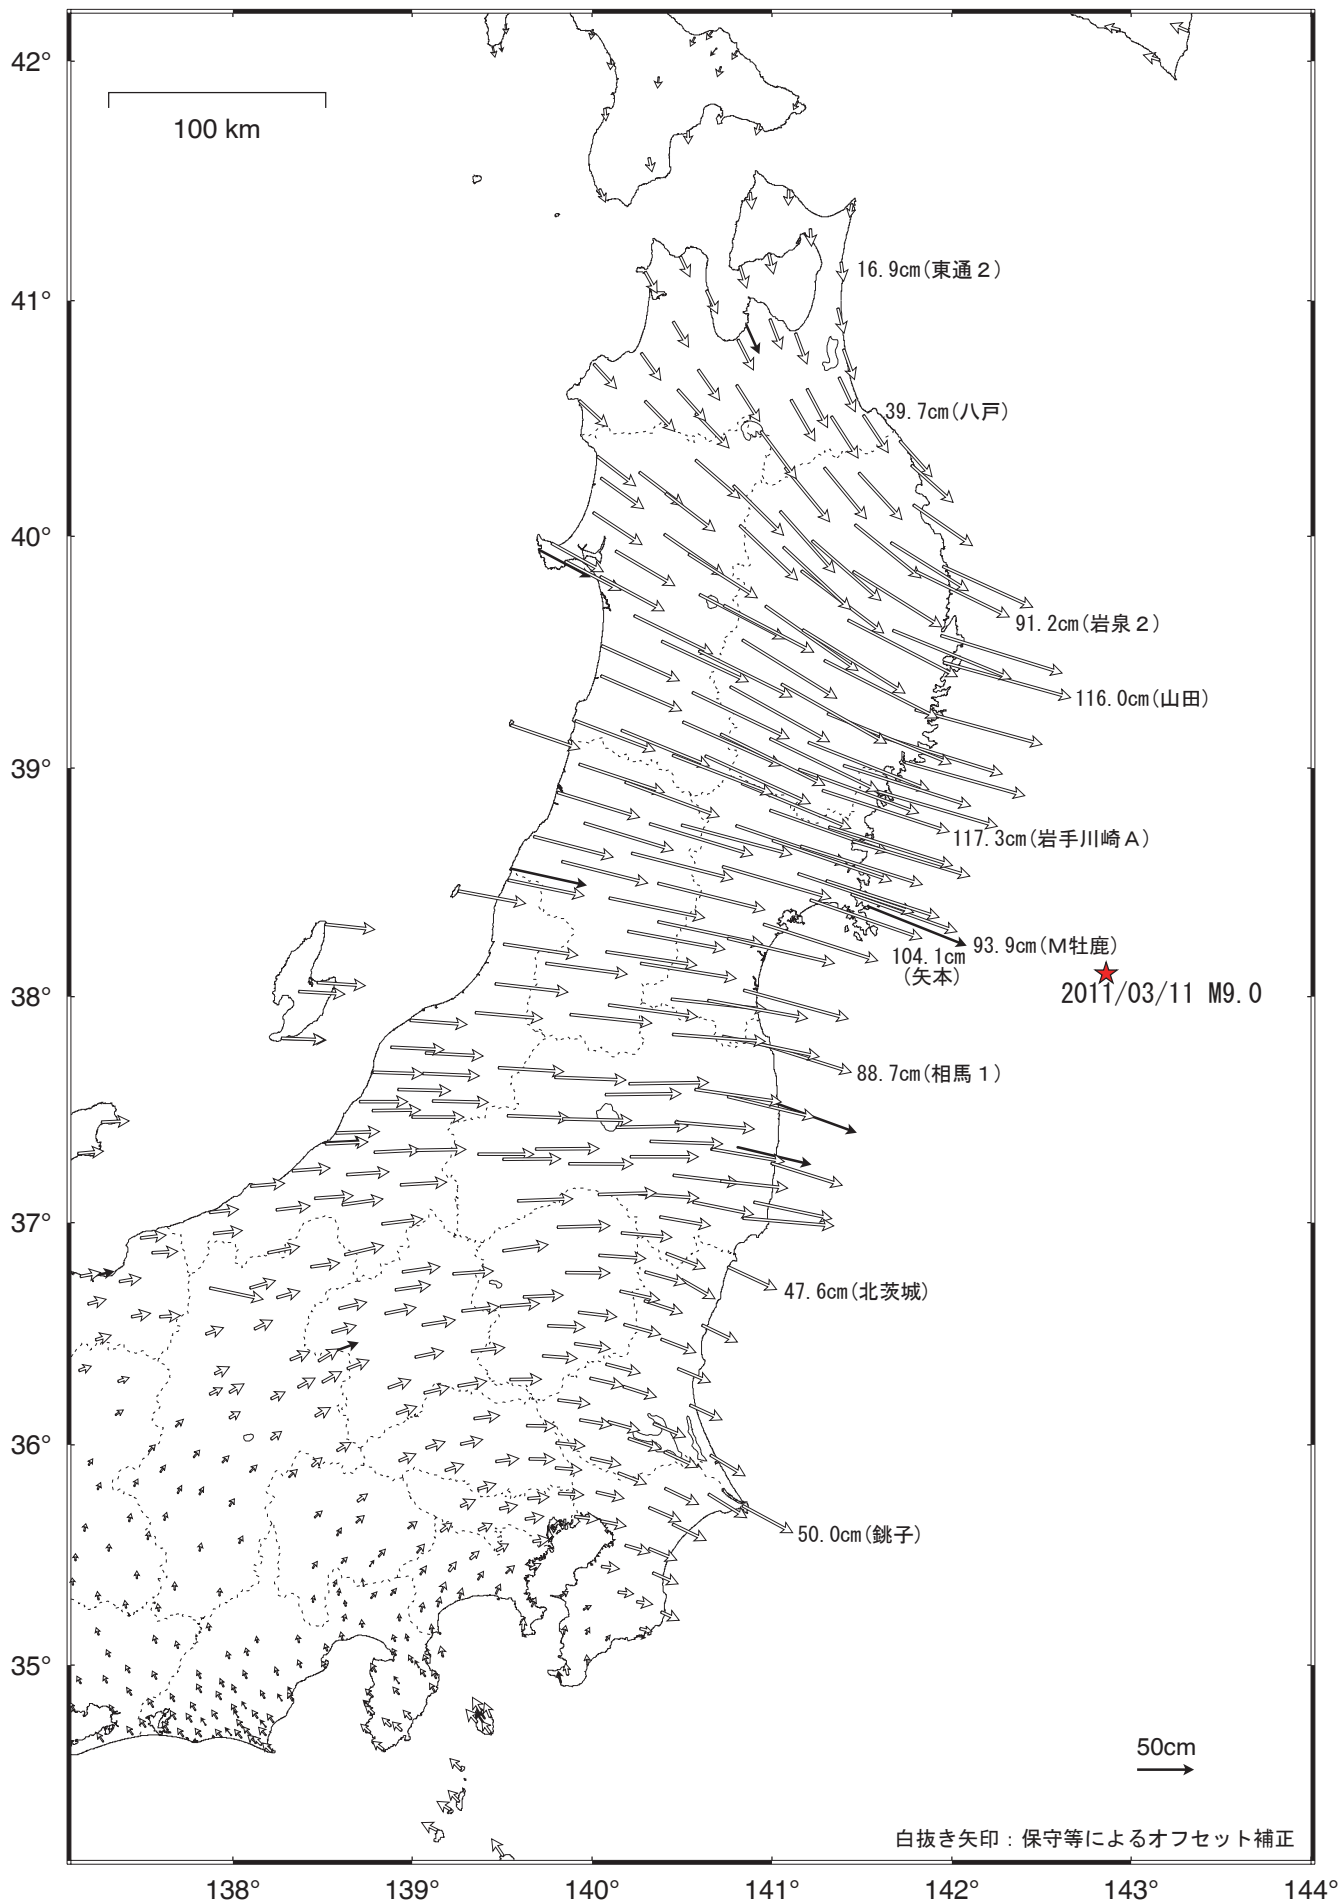 42°
100 km
16.9cm(東通2)
41°
39.7cm(八戸)
40°
91.2cm(岩泉2)
116.0cm(山田)
39°
117.3cm(岩手川崎A)
93.9cm(M牡鹿)
104.1cm
(矢本)
38°
2011/03/11 M9.0
88.7cm(相馬1)
37°
47.6cm(北茨城)
36°
50.0cm(銚子)
35°
50cm
白抜き矢印：保守等によるオフセット補正
138°
139°
140°
141°
142°
143°
144°